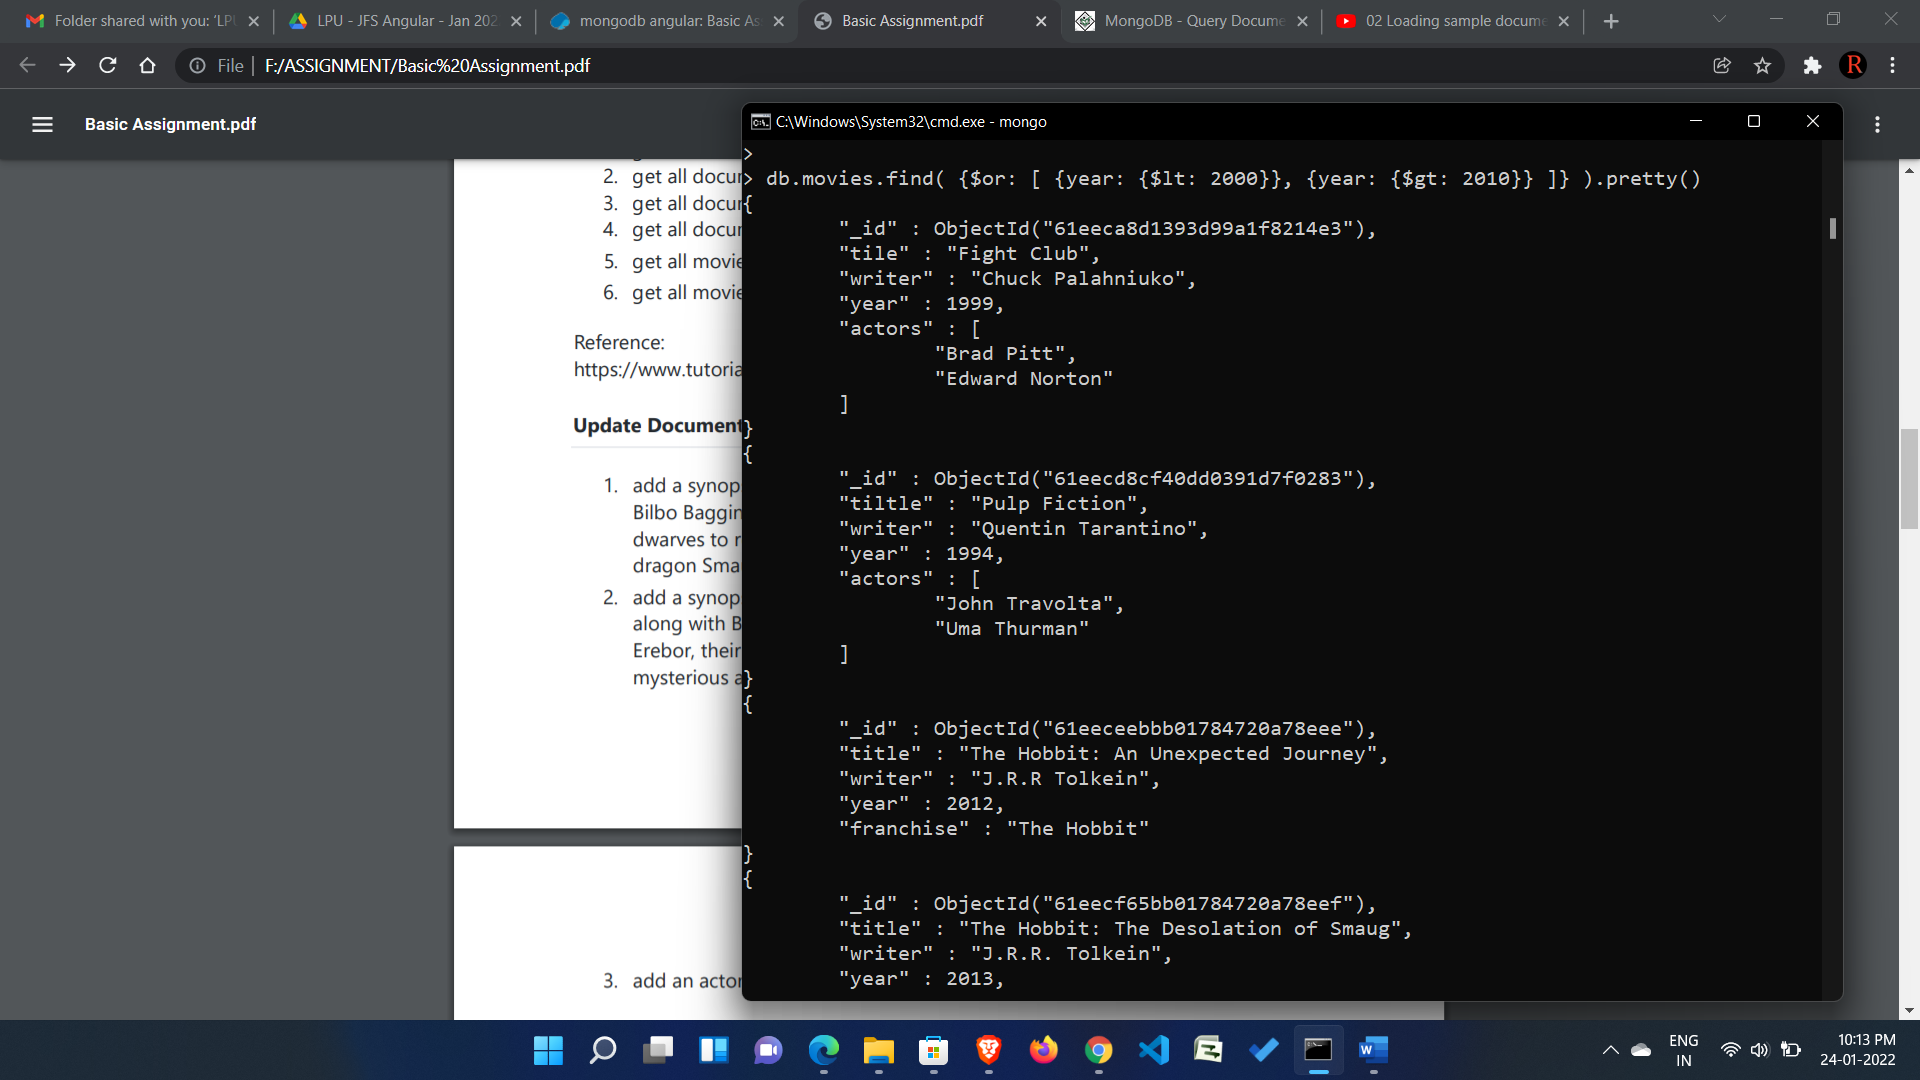 Folder shared with you: 'LPU
LPU - JFS Angular - Jan 202
mongodb angular: Basic As
Basic Assignment.pdf
MongoDB - Query Docume
02 Loading sample docume
File
F:/ASSIGNMENT/Basic%20Assignment.pdf
R
Basic Assignment.pdf
2. get all docur
3. get all docur
4. get all docur
5. get all movie
6. get all movie
Reference:
https://www.tutoria
Update Document
1. add a synop
Bilbo Baggin
dwarves to r
dragon Sma
2. add a synop
along with B
Erebor, their
mysterious a
3. add an actor
C:\Windows\System32\cmd.exe - mongo
>
> db.movies.find( {$or: [ {year: {$lt: 2000}}, {year: {$gt: 2010}} ]} ).pretty()
{
"_id" : ObjectId("61eeca8d1393d99a1f8214e3"),
"tile" : "Fight Club",
"writer" : "Chuck Palahniuko",
"year" : 1999,
"actors" : [
"Brad Pitt",
"Edward Norton"
]
}
{
"_id" : ObjectId("61eecd8cf40dd0391d7f0283"),
"tiltle" : "Pulp Fiction",
"writer" : "Quentin Tarantino",
"year" : 1994,
"actors" : [
"John Travolta",
"Uma Thurman"
]
}
{
"_id" : ObjectId("61eeceebbb01784720a78eee"),
"title" : "The Hobbit: An Unexpected Journey",
"writer" : "J.R.R Tolkein",
"year" : 2012,
"franchise" : "The Hobbit"
}
{
"_id" : ObjectId("61eecf65bb01784720a78eef"),
"title" : "The Hobbit: The Desolation of Smaug",
"writer" : "J.R.R. Tolkein",
"year" : 2013,
ENG
IN
10:13 PM
24-01-2022